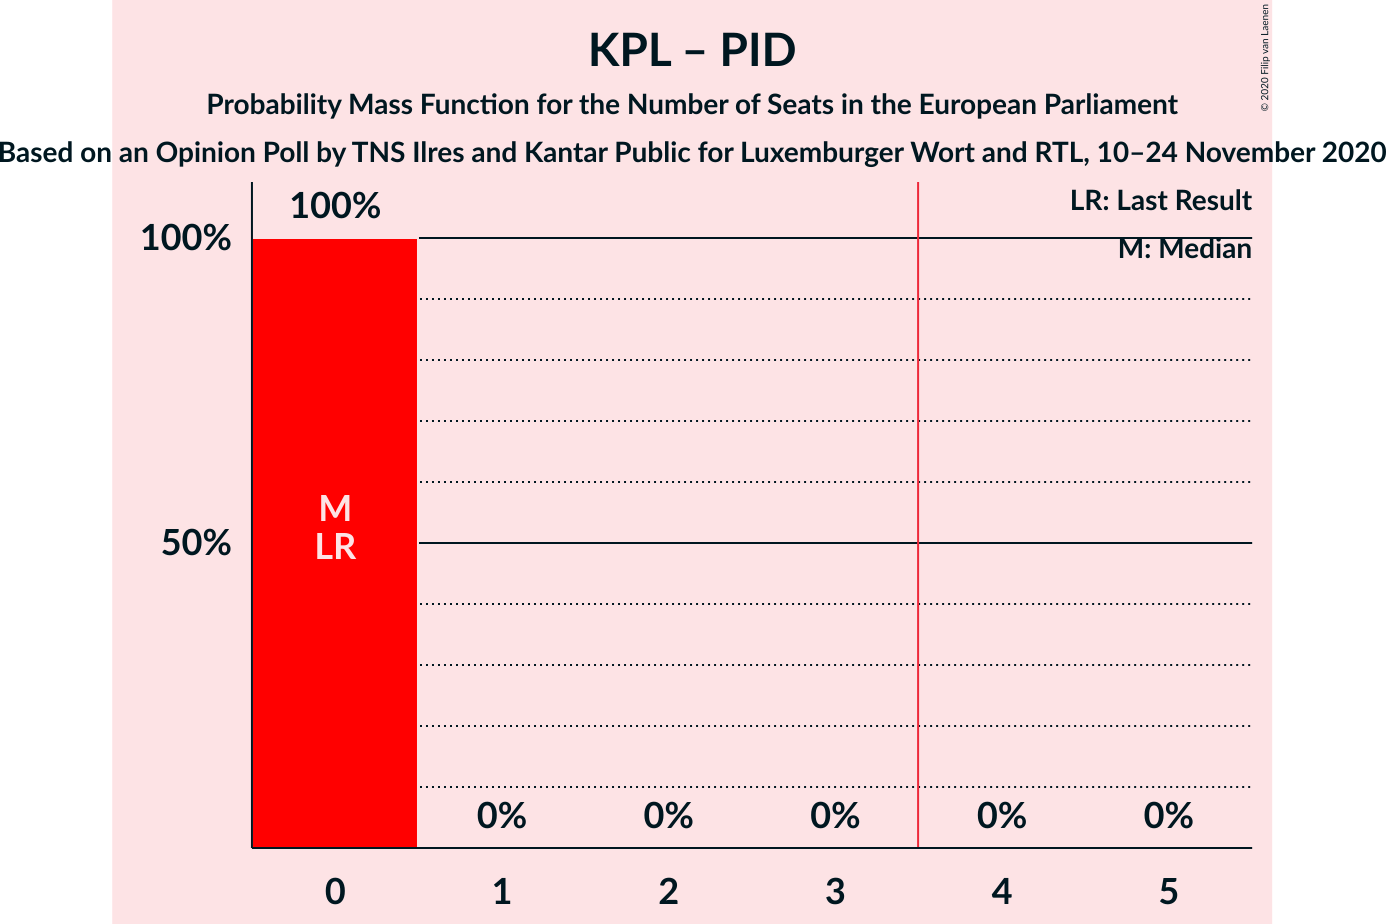 KPL – PID
Probability Mass Function for the Number of Seats in the European Parliament
Based on an Opinion Poll by TNS Ilres and Kantar Public for Luxemburger Wort and RTL, 10–24 November 2020
© 2020 Filip van Laenen
LR: Last Result
M: Median
100%
100%
50%
M
LR
0% 0% 0% 0% 0%
0 1 2 3 4 5